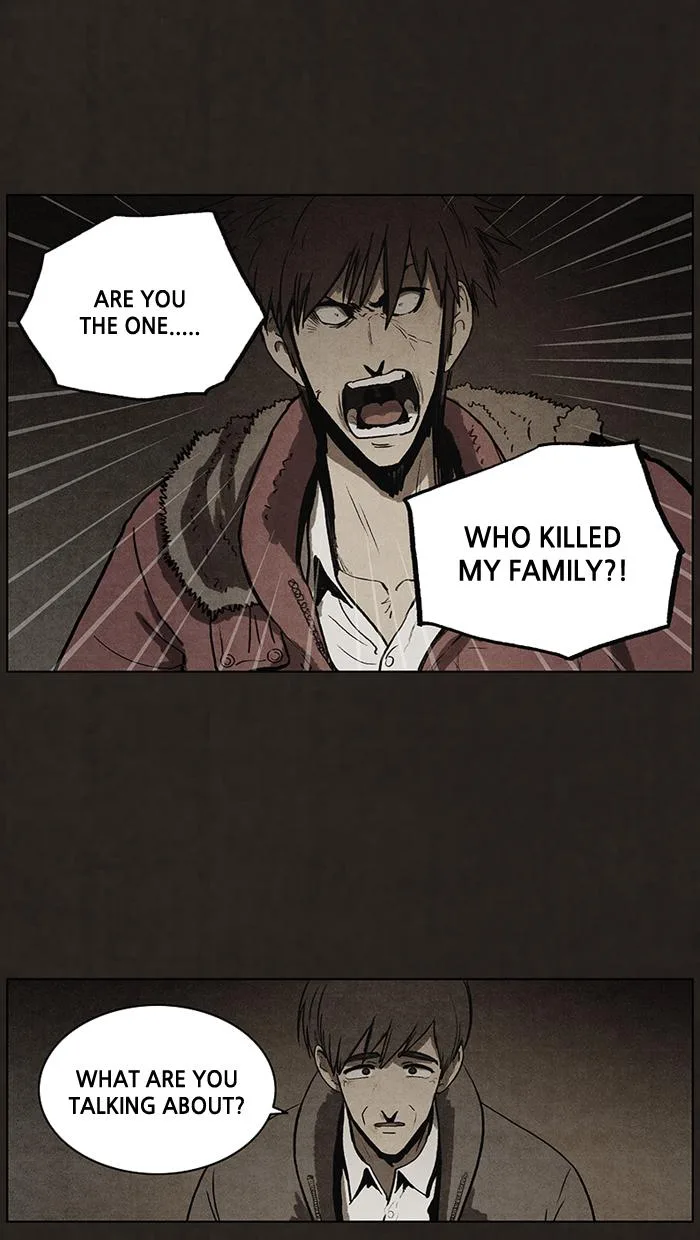 ARE YOU
THE ONE.....
WHO KILLED
MY FAMILY?!
WHAT ARE YOU
TALKING ABOUT?